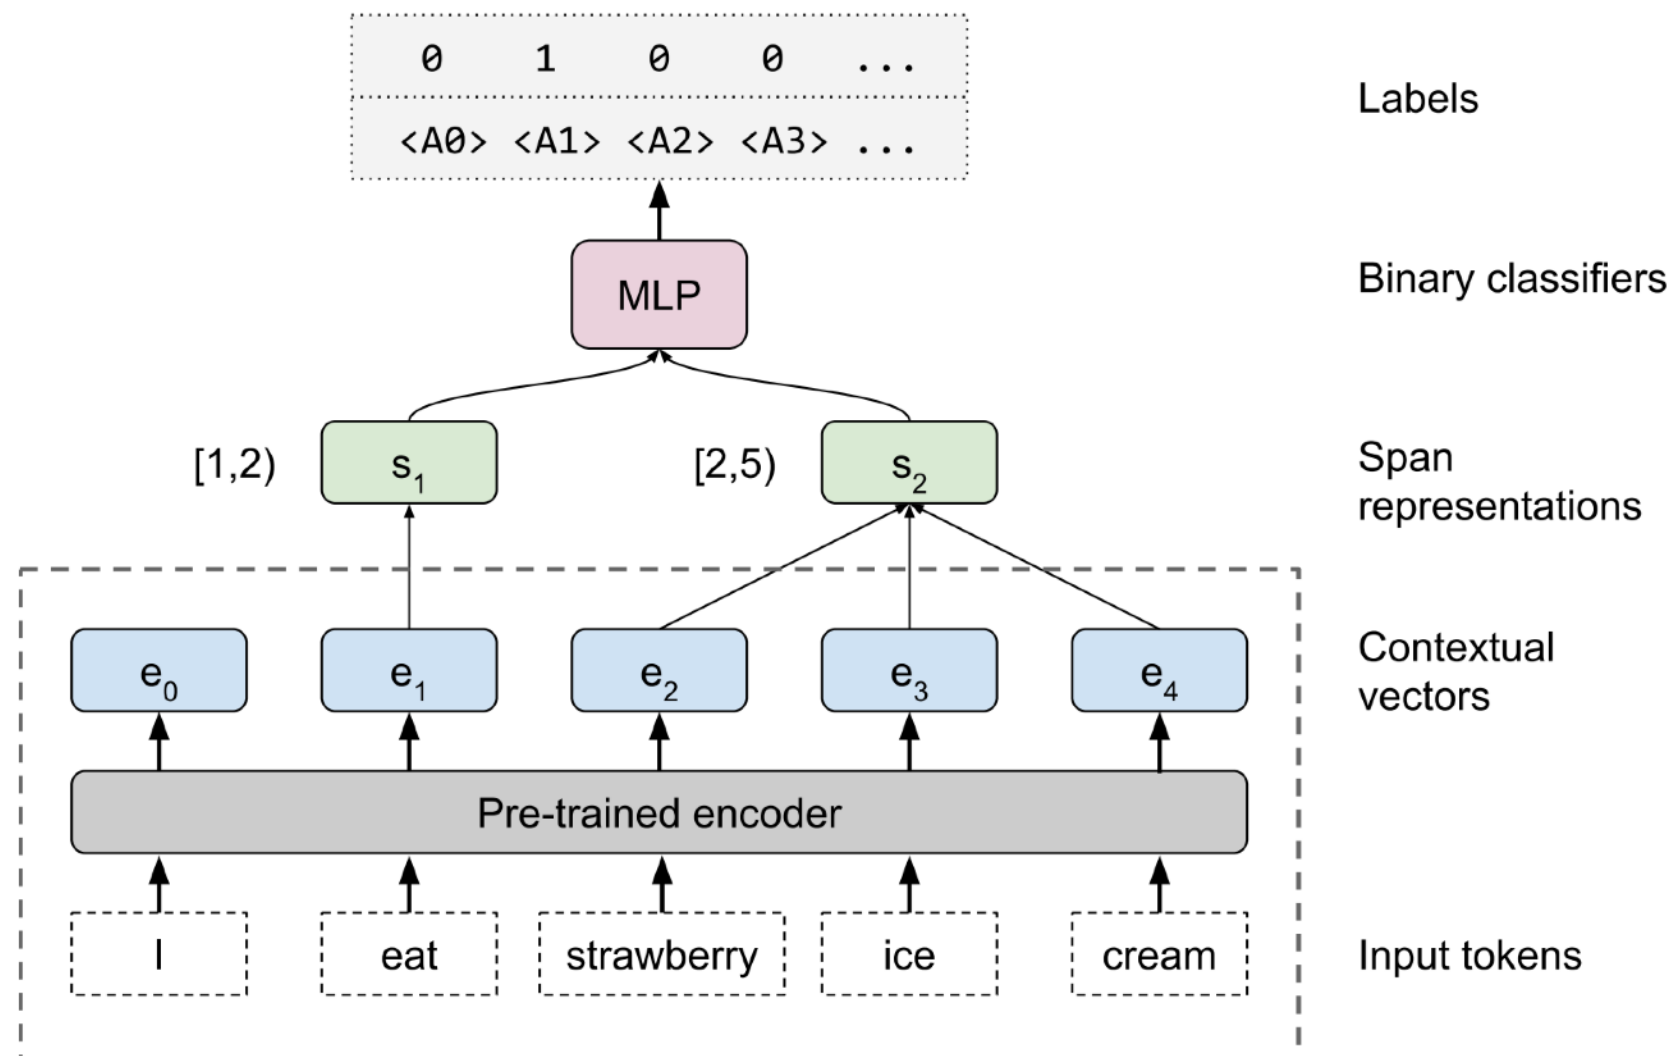 0 1 0 0 ...
<A0> <A1> <A2> <A3> ...
Labels
MLP
Binary classifiers
[1,2) s1 [2,5) s2
Span
representations
e0 e1 e2 e3 e4
Contextual
vectors
Pre-trained encoder
I eat strawberry ice cream
Input tokens